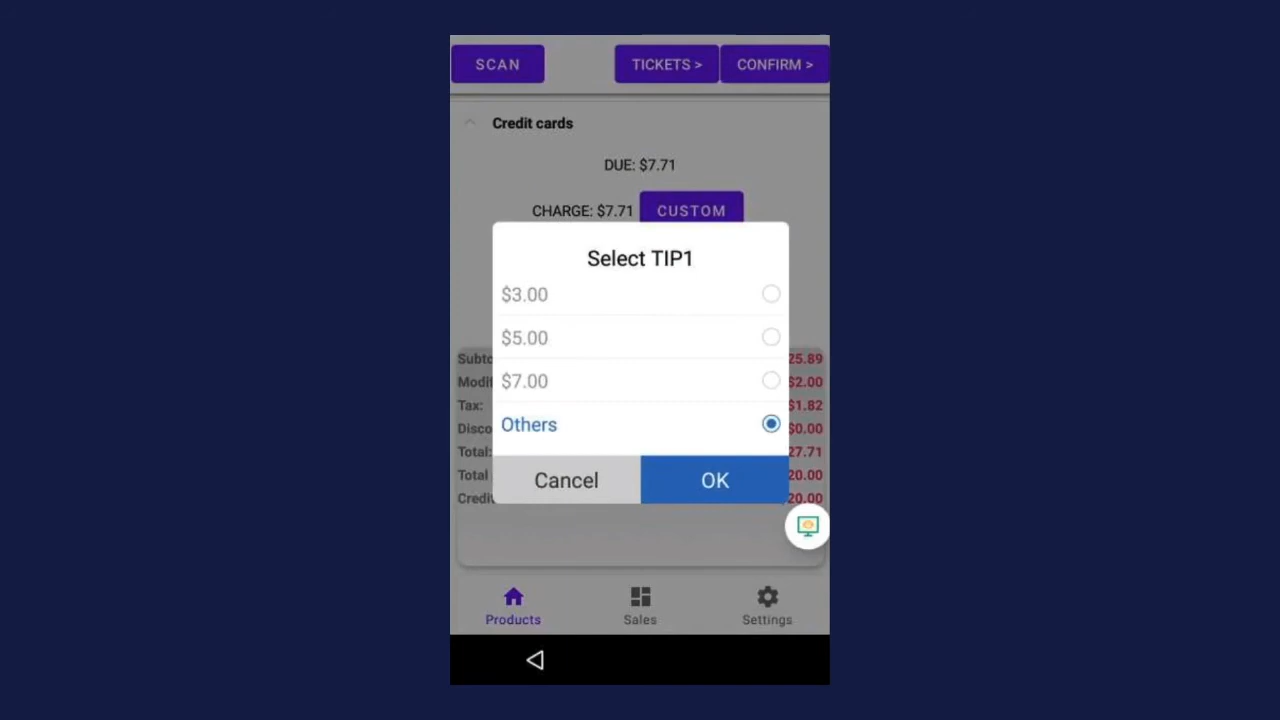 SCAN
TICKETS >
CONFIRM >
Credit cards
DUE: $7.71
CHARGE: $7.71
CUSTOM
Select TIP1
$3.00
$5.00
$7.00
Others
Cancel
OK
25.89
$2.00
Tax:
$1.82
$0.00
Total:
27.71
Total
20.00
20.00
Products
Sales
Settings